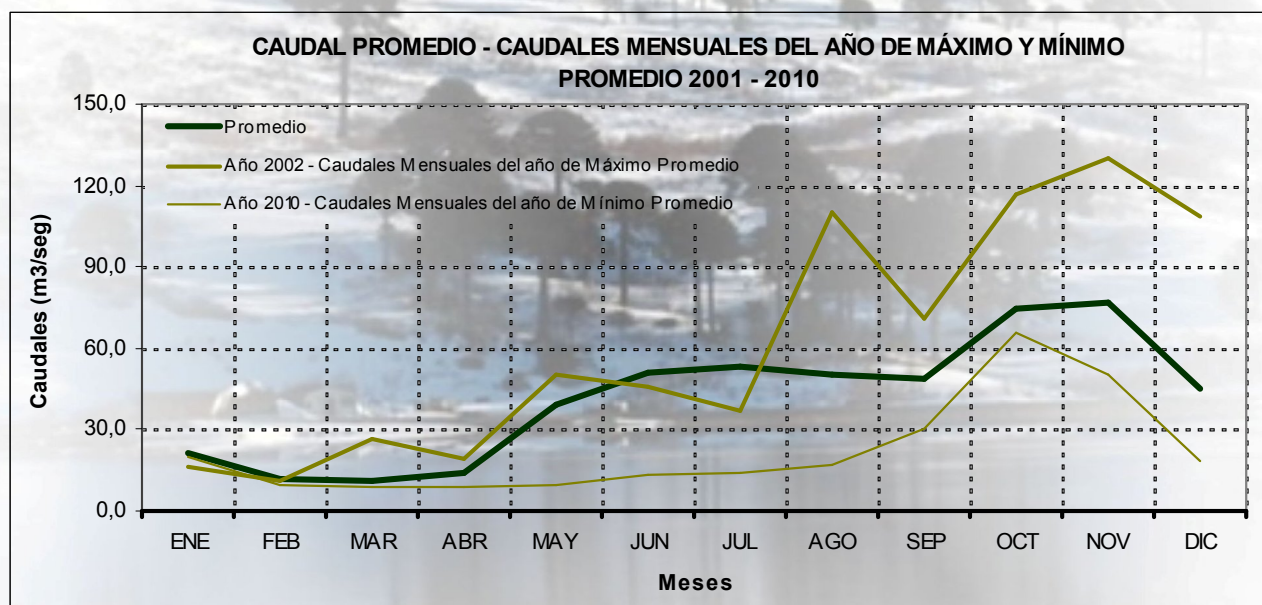 CAUDAL PROMEDIO - CAUDALES MENSUALES DEL AÑO DE MÁXIMO Y MÍNIMO
PROMEDIO 2001 - 2010
150,0
Promedio
Año 2002 - Caudales Mensuales del año de Máximo Promedio
120,0
Año 2010 - Caudales Mensuales del año de Mínimo Promedio
90,0
60,0
30,0
0,0
Caudales (m3/seg)
ENE FEB MAR ABR MAY JUN JUL AGO SEP OCT NOV DIC
Meses